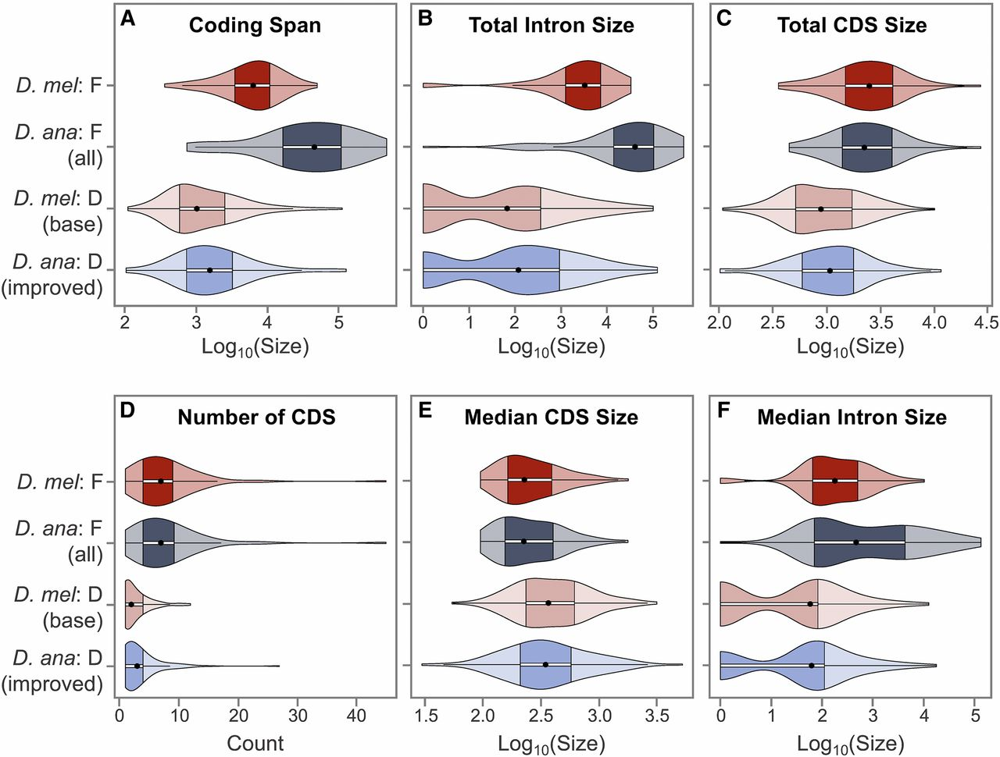 A Coding Span
B Total Intron Size
C Total CDS Size
D. mel: F
D. ana: F
(all)
D. mel: D
(base)
D. ana: D
(improved)
2 3 4 5
0 1 2 3 4 5
2.0 2.5 3.0 3.5 4.0 4.5
Log10(Size)
Log10(Size)
Log10(Size)
D Number of CDS
E Median CDS Size
F Median Intron Size
D. mel: F
D. ana: F
(all)
D. mel: D
(base)
D. ana: D
(improved)
0 10 20 30 40
1.5 2.0 2.5 3.0 3.5
0 1 2 3 4 5
Count
Log10(Size)
Log10(Size)